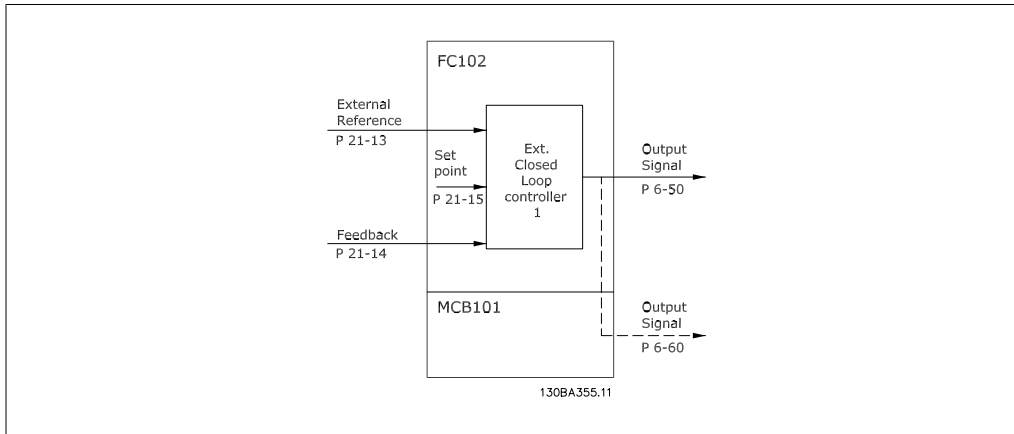 FC102
External
Reference
P 21-13
Set
point
P 21-15
Ext.
Closed
Loop
controller
1
Output
Signal
P 6-50
Feedback
P 21-14
MCB101
Output
Signal
P 6-60
130BA355.11